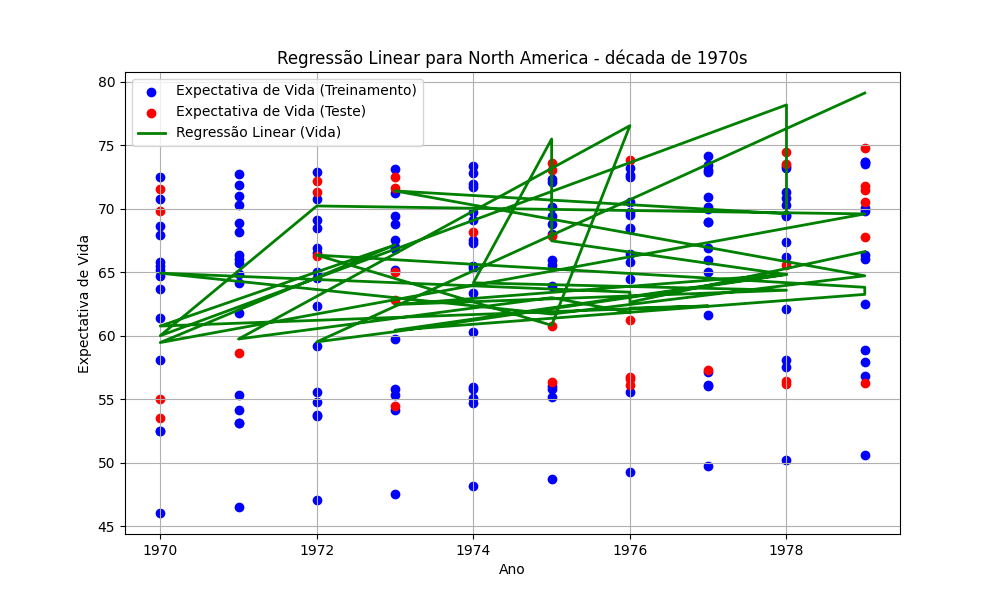 Regressão Linear para North America - década de 1970s
Expectativa de Vida (Treinamento)
Expectativa de Vida (Teste)
Regressão Linear (Vida)
Expectativa de Vida
80
75
70
65
60
55
50
45
1970
1972
1974
1976
1978
Ano